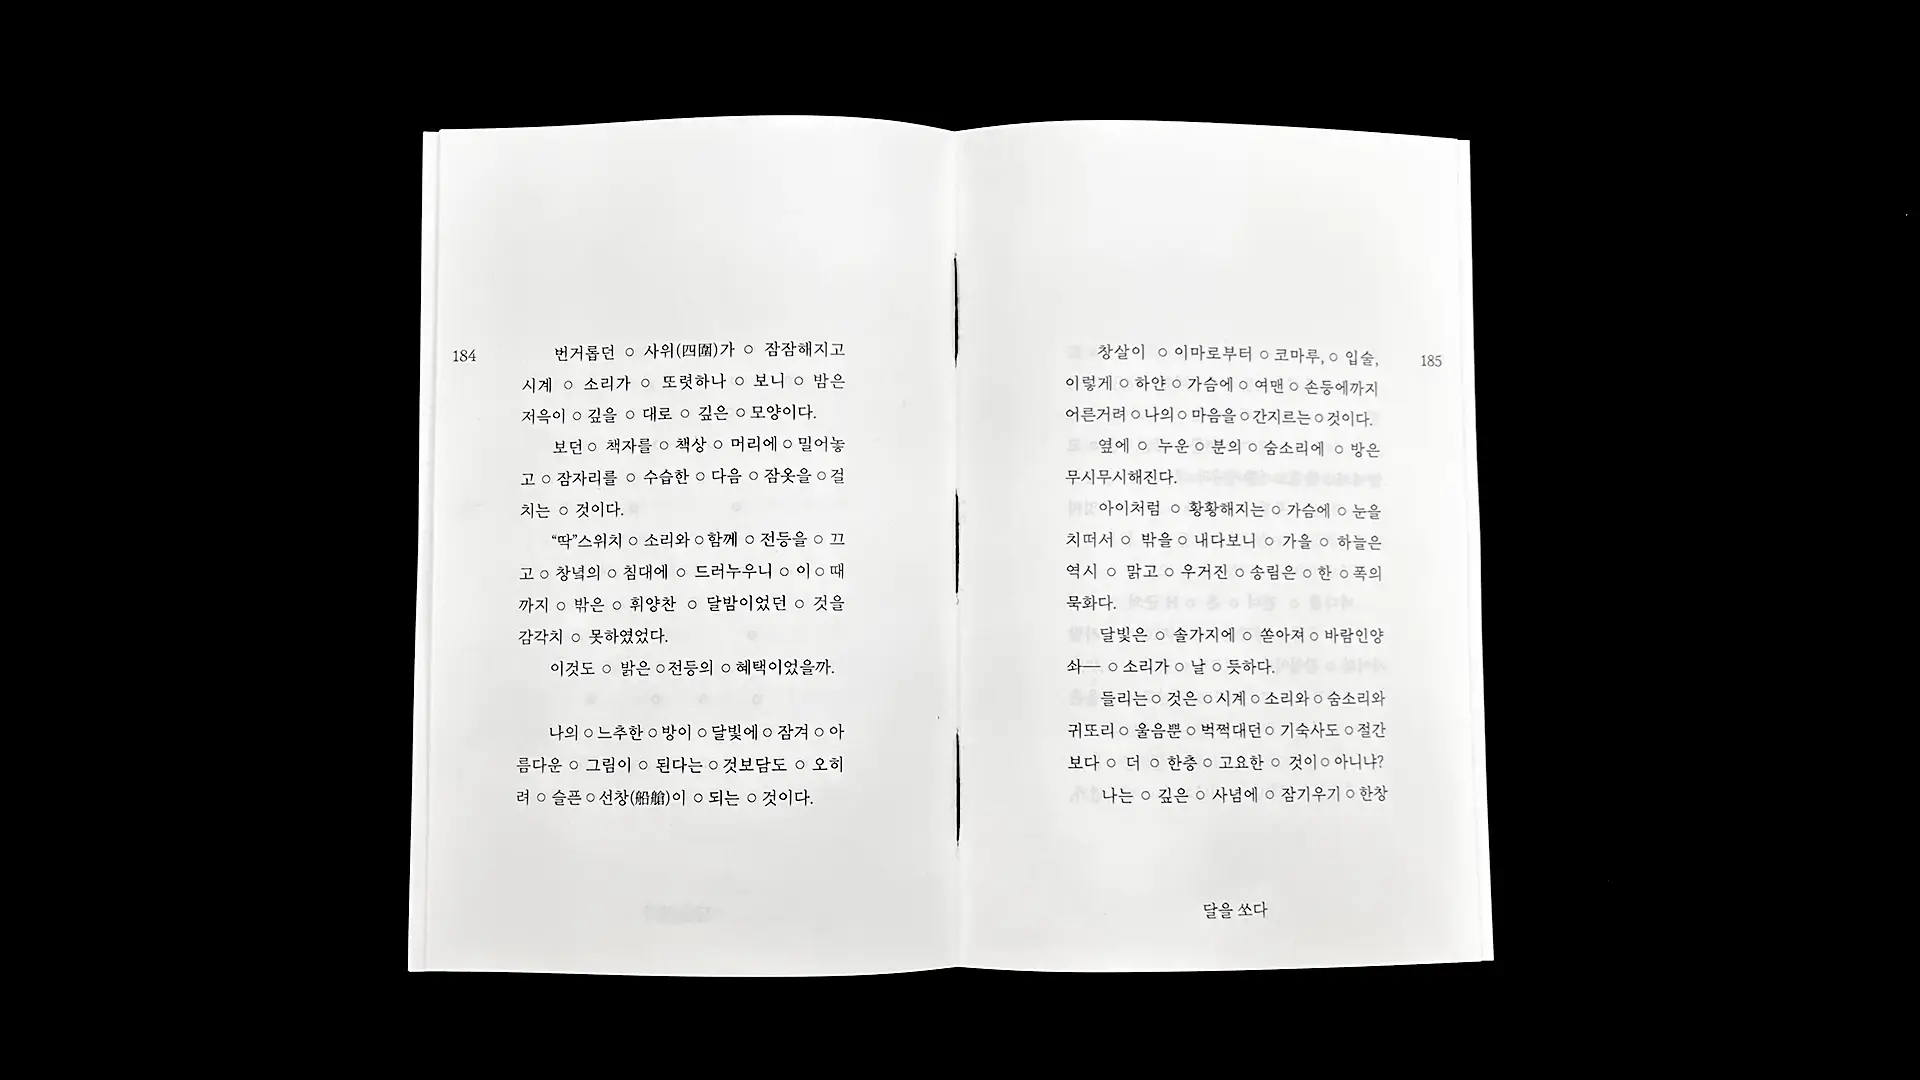 184
번거롭던 ○ 사위(四圍)가 ○ 잠잠해지고
시계 ○ 소리가 ○ 또렷하나 ○ 보니 ○ 밤은
저윽이 ○ 깊을 ○ 대로 ○ 깊은 ○ 모양이다.
보던 ○ 책자를 ○ 책상 ○ 머리에 ○ 밀어놓
고 ○ 잠자리를 ○ 수습한 ○ 다음 ○ 잠옷을 ○ 걸
치는 ○ 것이다.
“딱”스위치 ○ 소리와 ○ 함께 ○ 전등을 ○ 끄
고 ○ 창녘의 ○ 침대에 ○ 드러누우니 ○ 이 ○ 때
까지 ○ 밖은 ○ 휘양찬 ○ 달밤이었던 ○ 것을
감각치 ○ 못하였었다.
이것도 ○ 밝은 ○ 전등의 ○ 혜택이었을까.
나의 ○ 느추한 ○ 방이 ○ 달빛에 ○ 잠겨 ○ 아
름다운 ○ 그림이 ○ 된다는 ○ 것보담도 ○ 오히
려 ○ 슬픈 ○ 선창(船艙)이 ○ 되는 ○ 것이다.
창살이 ○ 이마로부터 ○ 코마루, ○ 입술,
이렇게 ○ 하얀 ○ 가슴에 ○ 여맨 ○ 손등에까지
어른거려 ○ 나의 ○ 마음을 ○ 간지르는 ○ 것이다.
옆에 ○ 누운 ○ 분의 ○ 숨소리에 ○ 방은
무시무시해진다.
아이처럼 ○ 황황해지는 ○ 가슴에 ○ 눈을
치떠서 ○ 밖을 ○ 내다보니 ○ 가을 ○ 하늘은
역시 ○ 맑고 ○ 우거진 ○ 송림은 ○ 한 ○ 폭의
묵화다.
달빛은 ○ 솔가지에 ○ 쏟아져 ○ 바람인양
솨― ○ 소리가 ○ 날 ○ 듯하다.
들리는 ○ 것은 ○ 시계 ○ 소리와 ○ 숨소리와
귀또리 ○ 울음뿐 ○ 벅쩍대던 ○ 기숙사도 ○ 절간
보다 ○ 더 ○ 한층 ○ 고요한 ○ 것이 ○ 아니냐?
나는 ○ 깊은 ○ 사념에 ○ 잠기우기 ○ 한창
185
달을 쏘다